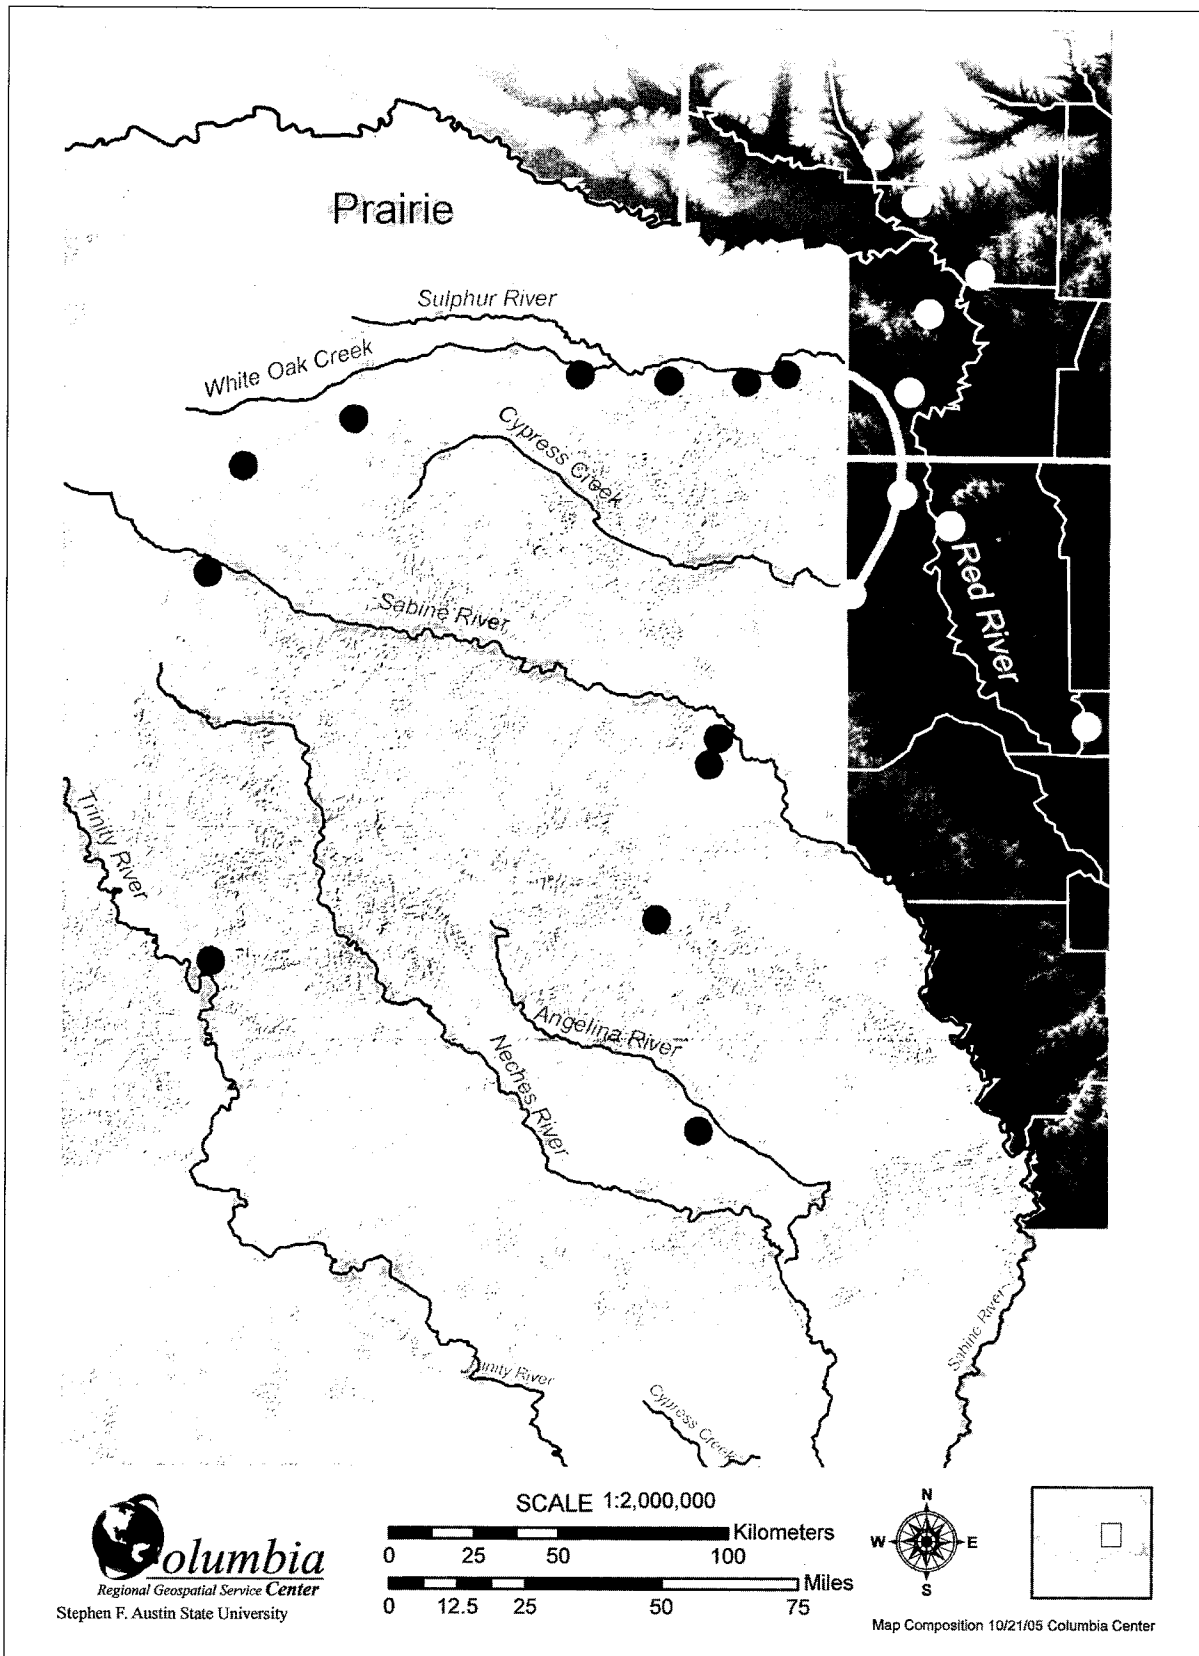 Prairie
Sulphur River
White Oak Creek
Cypress Creek
Red River
Sabine River
Trinity River
Angelina River
Neches River
Sabine River
Trinity River
Cypress Creek
SCALE 1:2,000,000
Kilometers
0 25 50 100
Miles
0 12.5 25 50 75
Columbia
Regional Geospatial Service Center
Stephen F. Austin State University
N
W E
S
Map Composition 10/21/05 Columbia Center